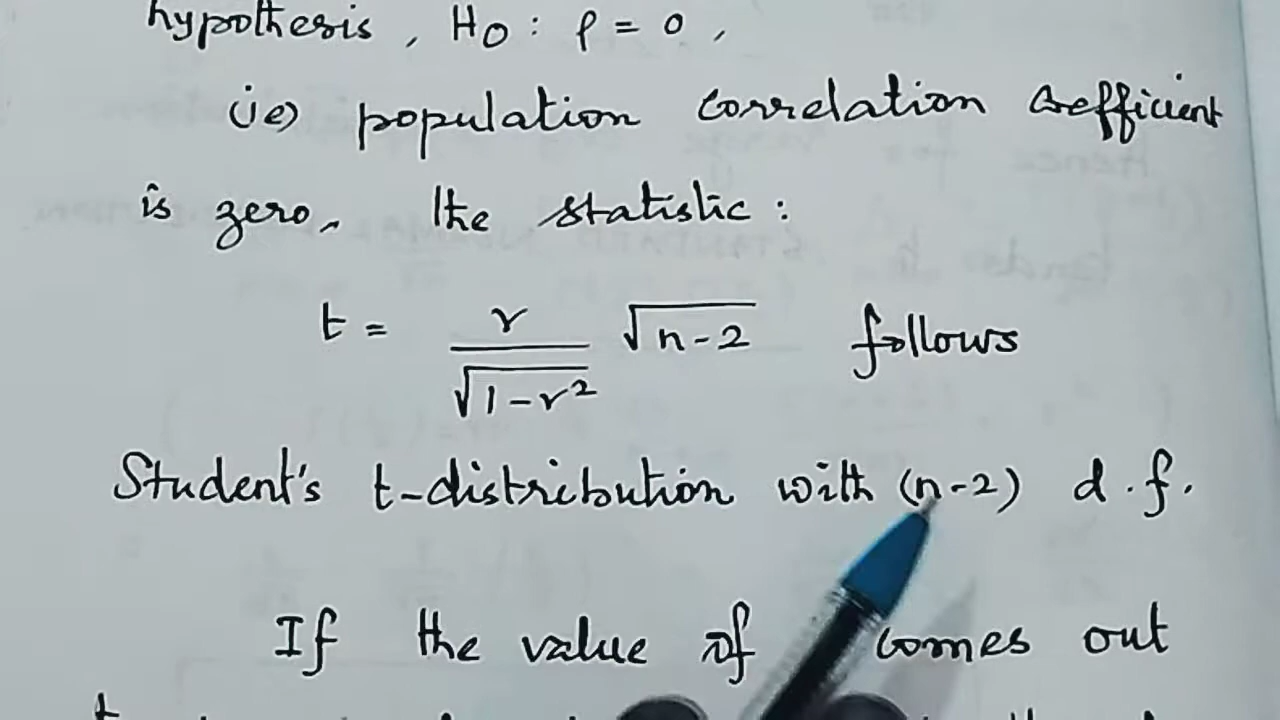 hypothesis, H0 : ρ = 0,
(ie) population correlation coefficient
is zero, the statistic :
t = r / √(1-r²) √(n-2) follows
Student's t-distribution with (n-2) d.f.
If the value of comes out